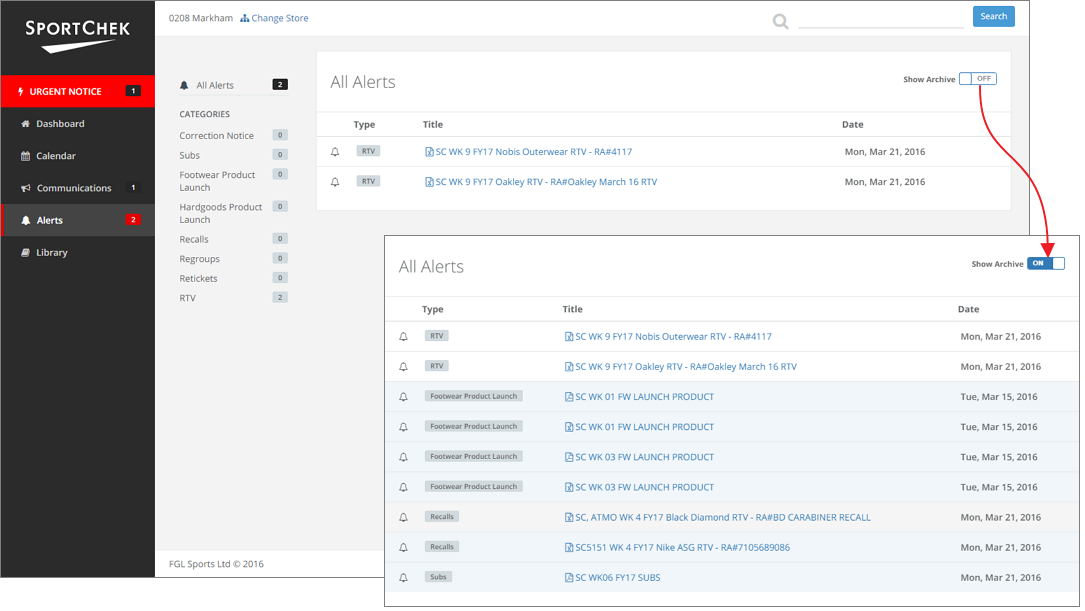 SPORTCHEK
0208 Markham Change Store
Search
URGENT NOTICE 1
Dashboard
Calendar
Communications 1
Alerts 2
Library
All Alerts 2
CATEGORIES
Correction Notice 0
Subs 0
Footwear Product 0
Launch
Hardgoods Product 0
Launch
Recalls 0
Regroups 0
Retickets 0
RTV 2
All Alerts
Show Archive OFF
Type Title Date
RTV SC WK 9 FY17 Nobis Outerwear RTV - RA#4117 Mon, Mar 21, 2016
RTV SC WK 9 FY17 Oakley RTV - RA#Oakley March 16 RTV Mon, Mar 21, 2016
All Alerts
Show Archive ON
Type Title Date
RTV SC WK 9 FY17 Nobis Outerwear RTV - RA#4117 Mon, Mar 21, 2016
RTV SC WK 9 FY17 Oakley RTV - RA#Oakley March 16 RTV Mon, Mar 21, 2016
Footwear Product Launch SC WK 01 FW LAUNCH PRODUCT Tue, Mar 15, 2016
Footwear Product Launch SC WK 01 FW LAUNCH PRODUCT Tue, Mar 15, 2016
Footwear Product Launch SC WK 03 FW LAUNCH PRODUCT Tue, Mar 15, 2016
Footwear Product Launch SC WK 03 FW LAUNCH PRODUCT Tue, Mar 15, 2016
Recalls SC, ATMO WK 4 FY17 Black Diamond RTV - RA#BD CARABINER RECALL Mon, Mar 21, 2016
Recalls SC5151 WK 4 FY17 Nike ASG RTV - RA#7105689086 Mon, Mar 21, 2016
Subs SC WK06 FY17 SUBS Mon, Mar 21, 2016
FGL Sports Ltd © 2016